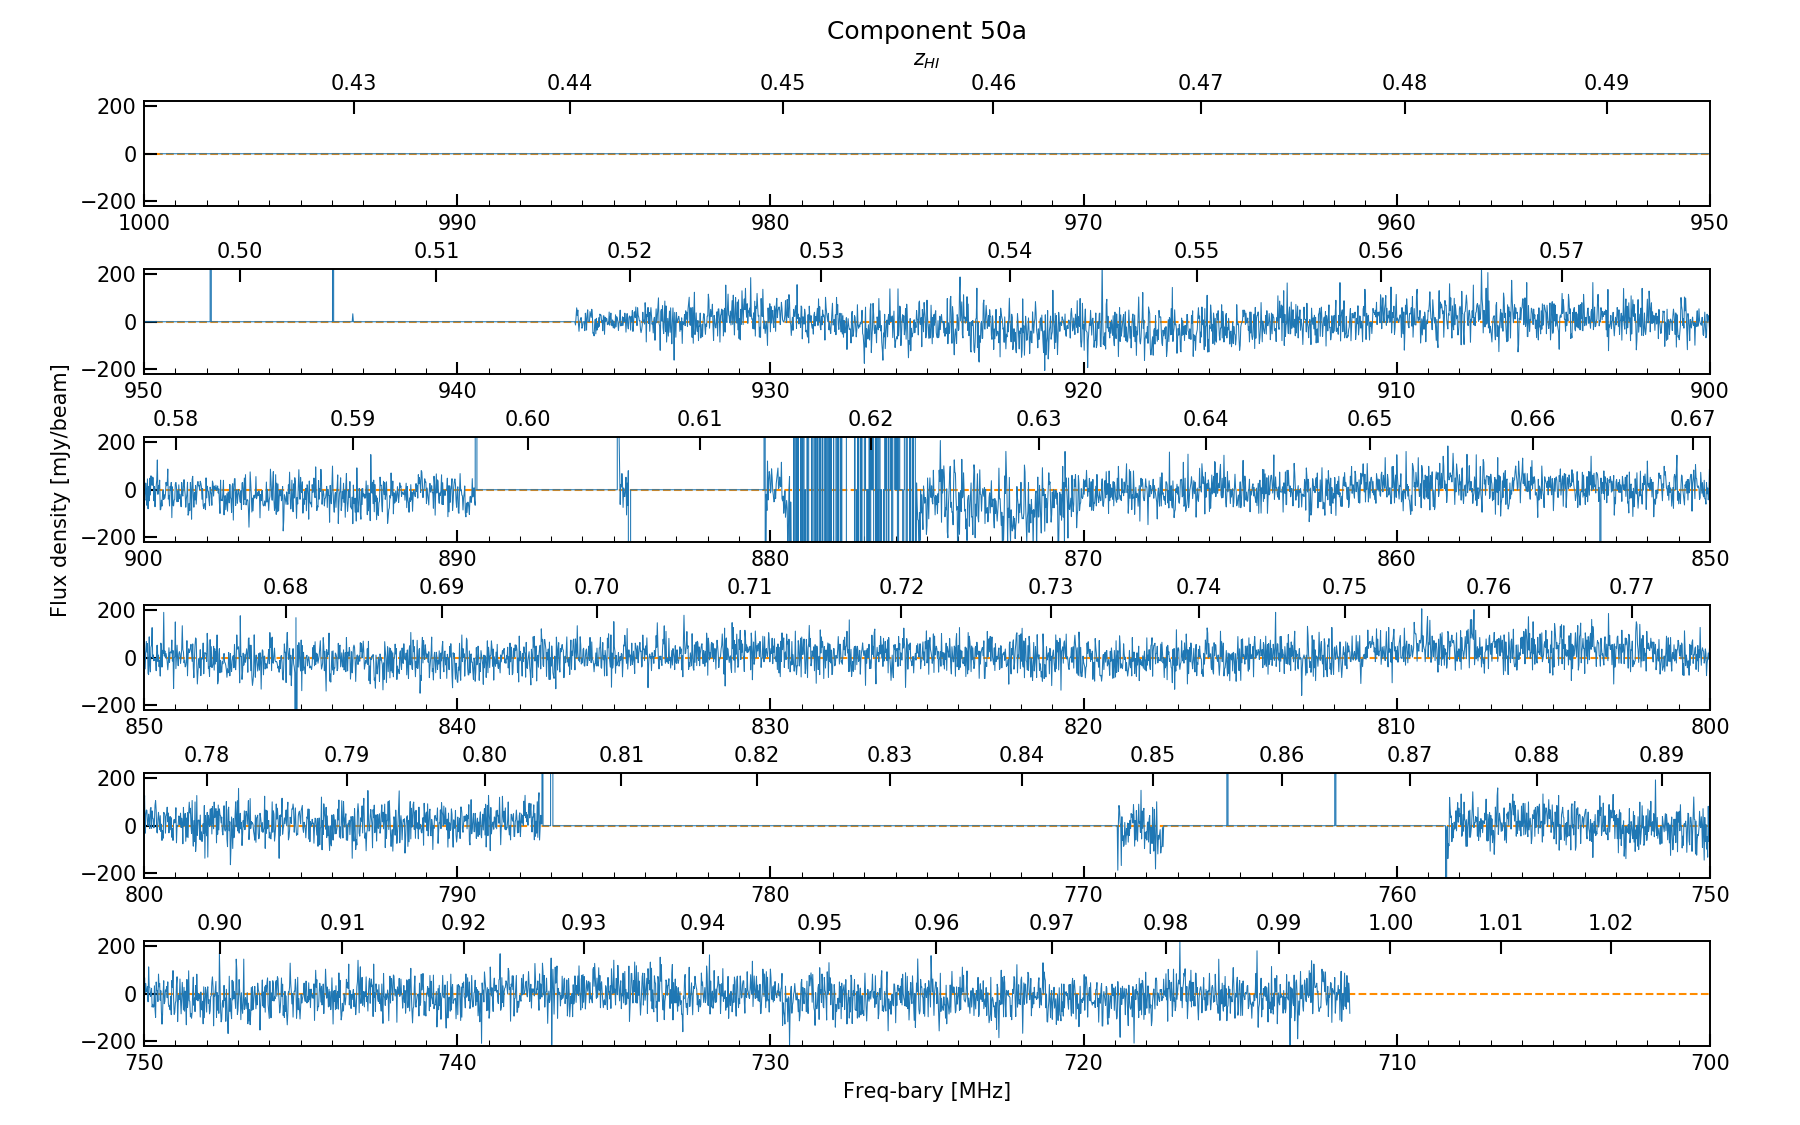 Component 50a
z_HI
0.43 0.44 0.45 0.46 0.47 0.48 0.49
200
0
−200
1000 990 980 970 960 950
0.50 0.51 0.52 0.53 0.54 0.55 0.56 0.57
200
0
−200
950 940 930 920 910 900
0.58 0.59 0.60 0.61 0.62 0.63 0.64 0.65 0.66 0.67
200
0
−200
900 890 880 870 860 850
Flux density [mJy/beam]
0.68 0.69 0.70 0.71 0.72 0.73 0.74 0.75 0.76 0.77
200
0
−200
850 840 830 820 810 800
0.78 0.79 0.80 0.81 0.82 0.83 0.84 0.85 0.86 0.87 0.88 0.89
200
0
−200
800 790 780 770 760 750
0.90 0.91 0.92 0.93 0.94 0.95 0.96 0.97 0.98 0.99 1.00 1.01 1.02
200
0
−200
750 740 730 720 710 700
Freq-bary [MHz]